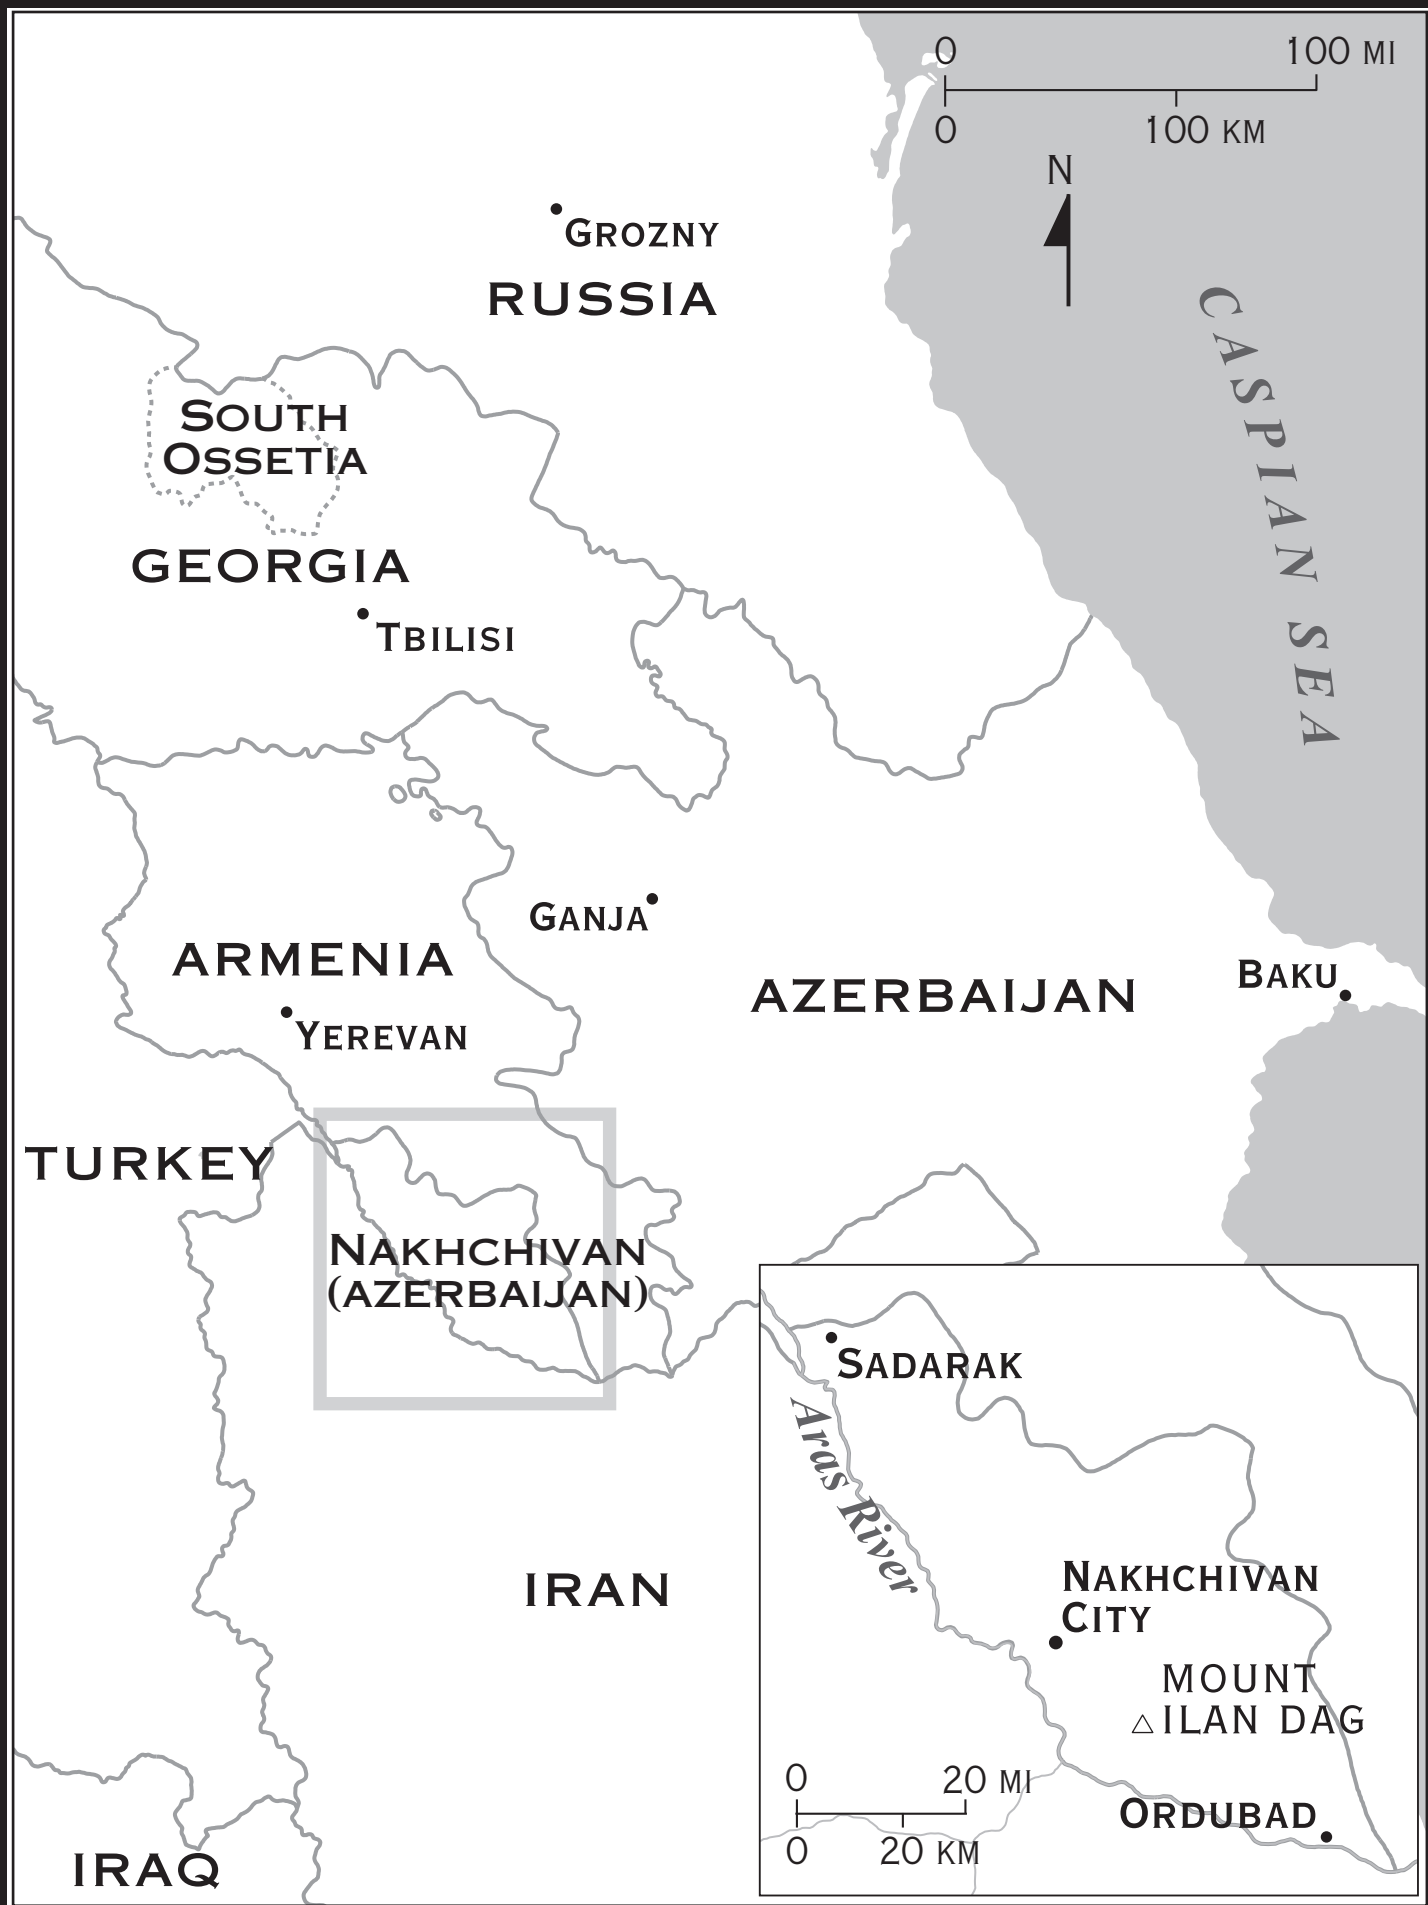 0 100 MI
0 100 KM
N
GROZNY
RUSSIA
CASPIAN SEA
SOUTH
OSSETIA
GEORGIA
TBILISI
GANJA
ARMENIA
AZERBAIJAN
BAKU
YEREVAN
TURKEY
NAKHCHIVAN
(AZERBAIJAN)
SADARAK
Aras River
IRAN
NAKHCHIVAN
CITY
MOUNT
ILAN DAG
0 20 MI
0 20 KM
ORDUBAD
IRAQ